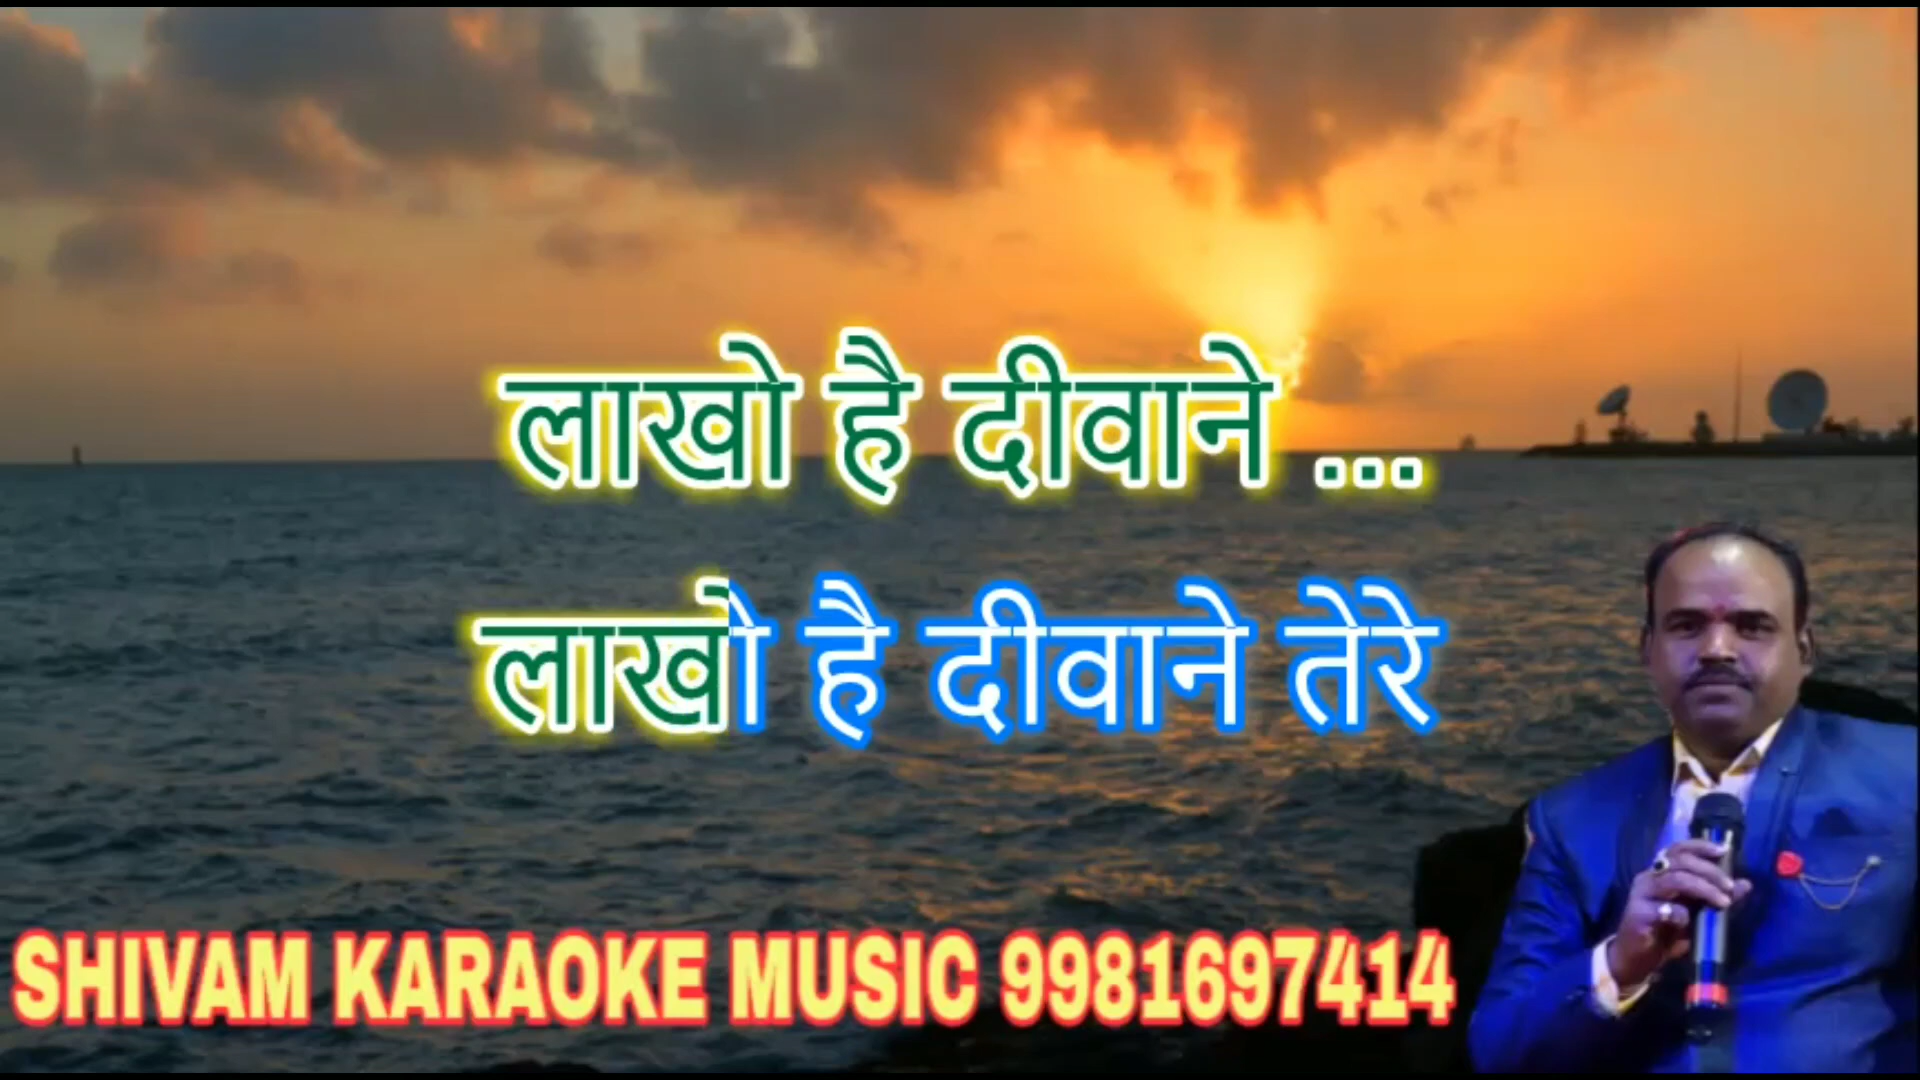 लाखो है दीवाने ...
लाखो है दीवाने तेरे
SHIVAM KARAOKE MUSIC 9981697414